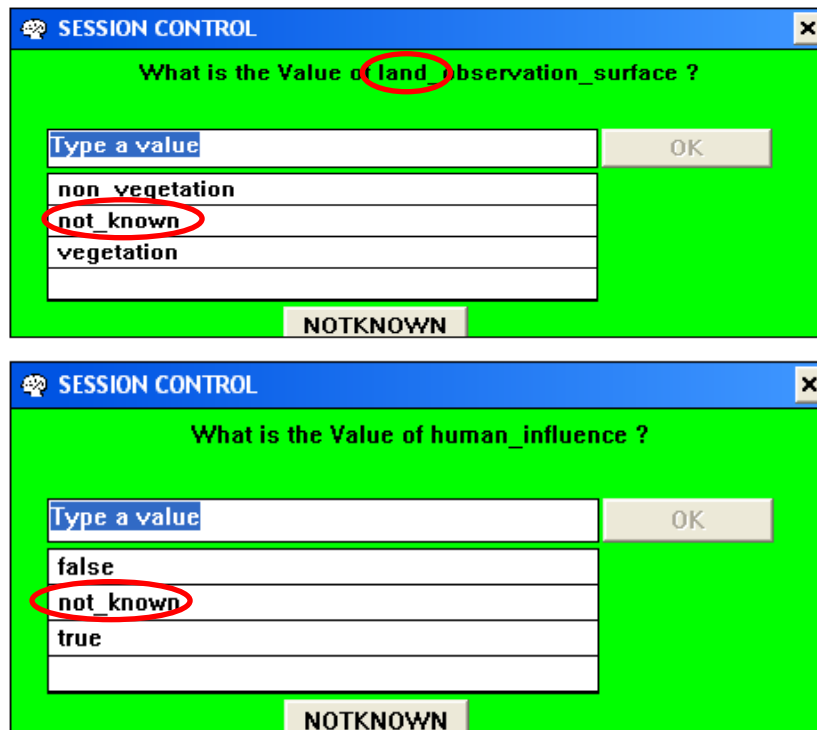 SESSION CONTROL
What is the Value of land_observation_surface ?
Type a value
OK
non_vegetation
not_known
vegetation
NOTKNOWN
SESSION CONTROL
What is the Value of human_influence ?
Type a value
OK
false
not_known
true
NOTKNOWN